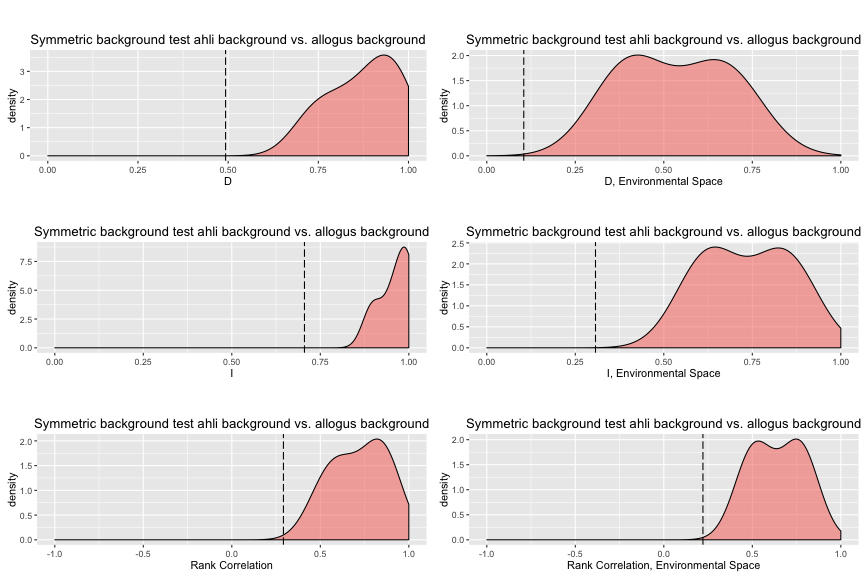 Symmetric background test ahli background vs. allogus background
density
3
2
1
0
0.00 0.25 0.50 0.75 1.00
D
Symmetric background test ahli background vs. allogus background
density
2.0
1.5
1.0
0.5
0.0
0.00 0.25 0.50 0.75 1.00
D, Environmental Space
Symmetric background test ahli background vs. allogus background
density
7.5
5.0
2.5
0.0
0.00 0.25 0.50 0.75 1.00
I
Symmetric background test ahli background vs. allogus background
density
2.5
2.0
1.5
1.0
0.5
0.0
0.00 0.25 0.50 0.75 1.00
I, Environmental Space
Symmetric background test ahli background vs. allogus background
density
2.0
1.5
1.0
0.5
0.0
-1.0 -0.5 0.0 0.5 1.0
Rank Correlation
Symmetric background test ahli background vs. allogus background
density
2.0
1.5
1.0
0.5
0.0
-1.0 -0.5 0.0 0.5 1.0
Rank Correlation, Environmental Space